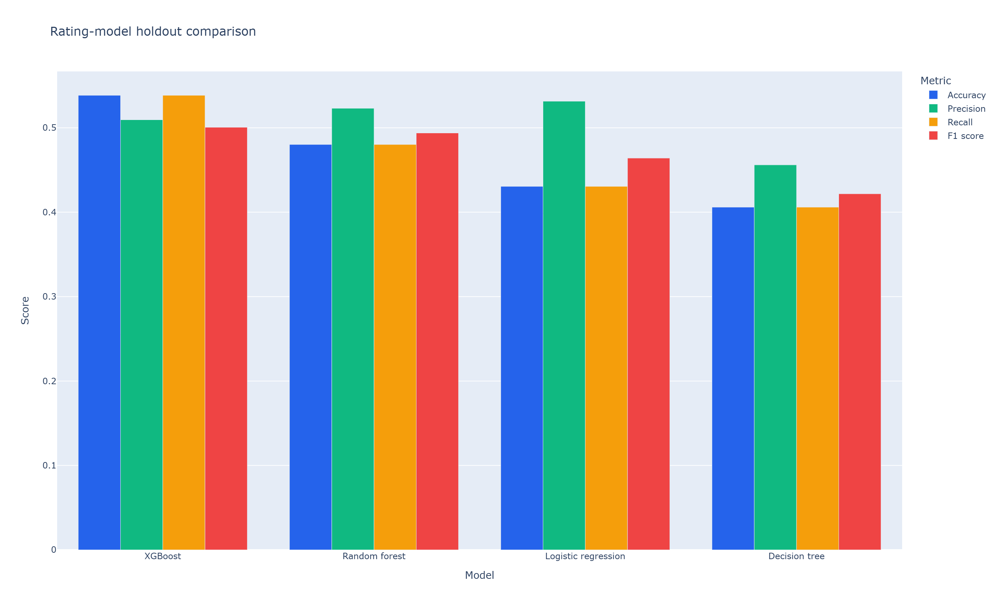 Rating-model holdout comparison
Metric
Accuracy
Precision
Recall
F1 score
Score
0.5
0.4
0.3
0.2
0.1
0
XGBoost
Random forest
Logistic regression
Decision tree
Model